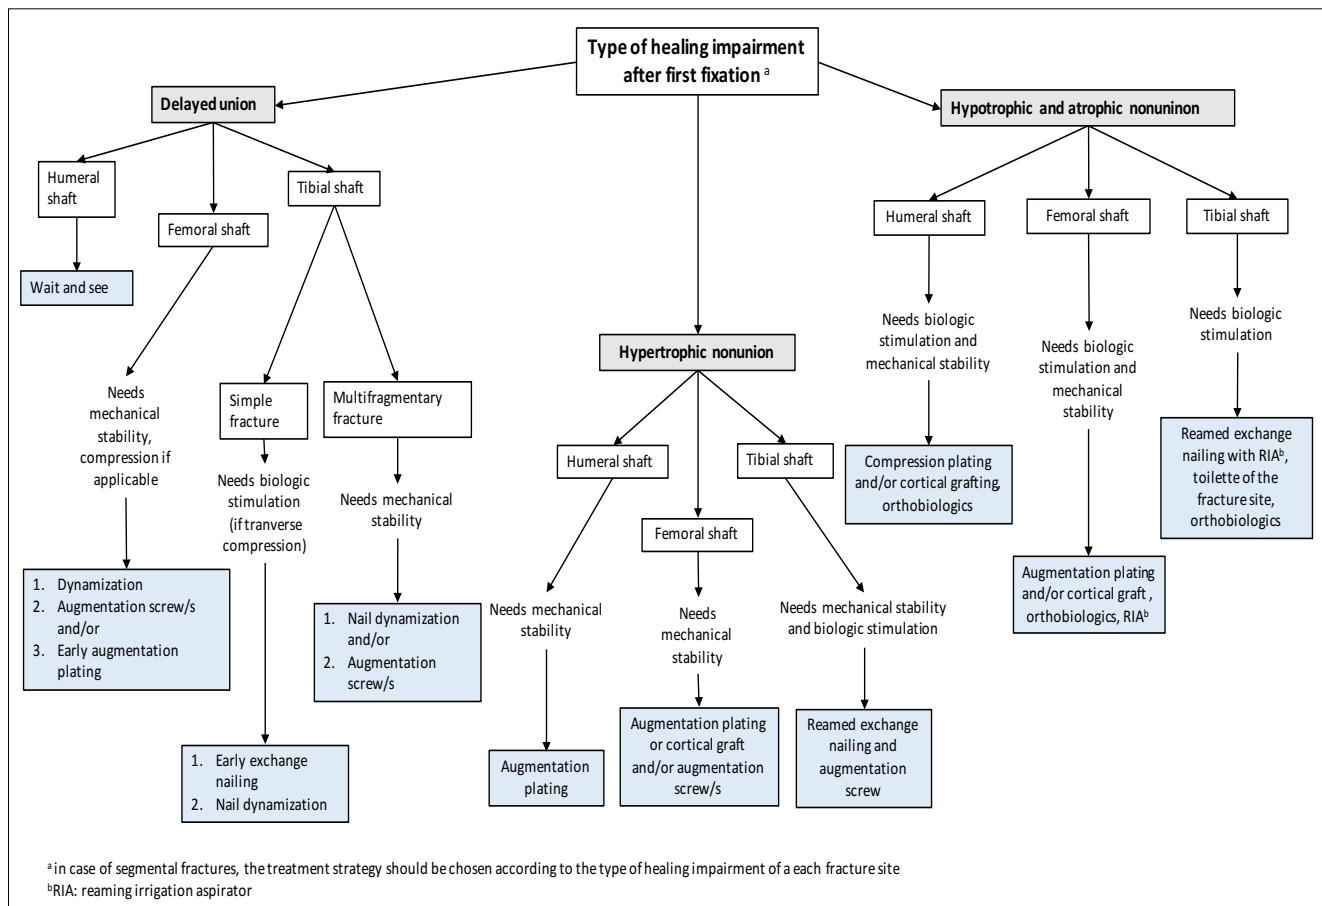 Type of healing impairment
after first fixation ᵃ
Delayed union
Humeral
shaft
Wait and see
Femoral shaft
Needs
mechanical
stability,
compression if
applicable
1. Dynamization
2. Augmentation screw/s
and/or
3. Early augmentation
plating
Tibial shaft
Simple
fracture
Needs biologic
stimulation
(if tranverse
compression)
1. Early exchange
nailing
2. Nail dynamization
Multifragmentary
fracture
Needs mechanical
stability
1. Nail dynamization
and/or
2. Augmentation
screw/s
Hypertrophic nonunion
Humeral shaft
Needs mechanical
stability
Augmentation
plating
Femoral shaft
Needs
mechanical
stability
Augmentation plating
or cortical graft
and/or augmentation
screw/s
Tibial shaft
Needs mechanical stability
and biologic stimulation
Reamed exchange
nailing and
augmentation
screw
Hypotrophic and atrophic nonuninon
Humeral shaft
Needs biologic
stimulation and
mechanical stability
Compression plating
and/or cortical grafting,
orthobiologics
Femoral shaft
Needs biologic
stimulation and
mechanical
stability
Augmentation plating
and/or cortical graft ,
orthobiologics, RIAᵇ
Tibial shaft
Needs biologic
stimulation
Reamed exchange
nailing with RIAᵇ,
toilette of the
fracture site,
orthobiologics
ᵃ in case of segmental fractures, the treatment strategy should be chosen according to the type of healing impairment of a each fracture site
ᵇRIA: reaming irrigation aspirator